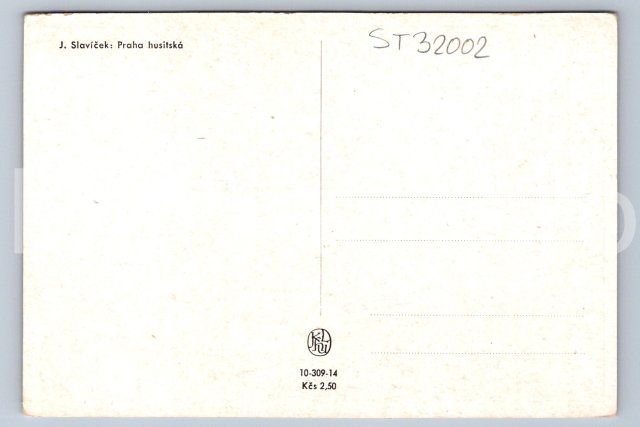 J. Slavíček: Praha husitská
ST32002
10-309-14
Kčs 2,50